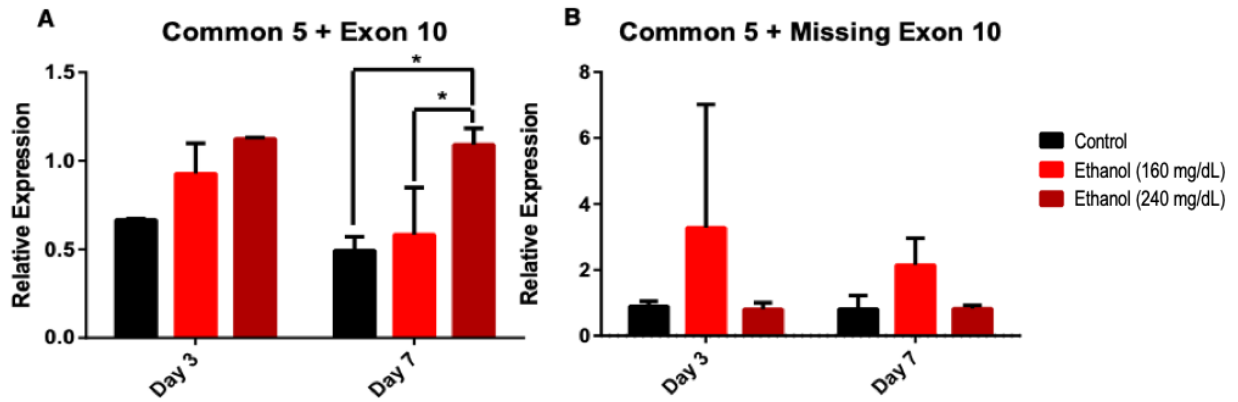 A
Common 5 + Exon 10
Relative Expression
1.5
1.0
0.5
0.0
*
*
Day 3
Day 7
B
Common 5 + Missing Exon 10
Relative Expression
8
6
4
2
0
Day 3
Day 7
Control
Ethanol (160 mg/dL)
Ethanol (240 mg/dL)